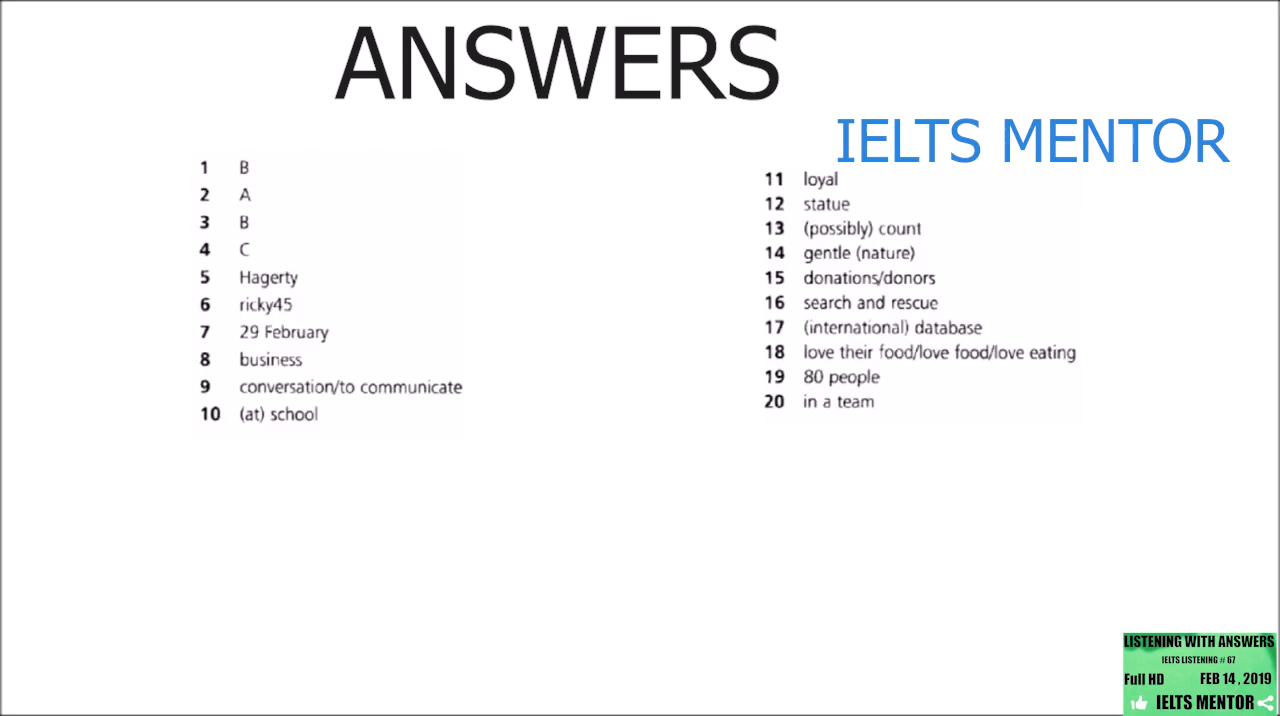 ANSWERS
IELTS MENTOR
1 B
2 A
3 B
4 C
5 Hagerty
6 ricky45
7 29 February
8 business
9 conversation/to communicate
10 (at) school
11 loyal
12 statue
13 (possibly) count
14 gentle (nature)
15 donations/donors
16 search and rescue
17 (international) database
18 love their food/love food/love eating
19 80 people
20 in a team
LISTENING WITH ANSWERS
IELTS LISTENING # 67
Full HD FEB 14 , 2019
IELTS MENTOR